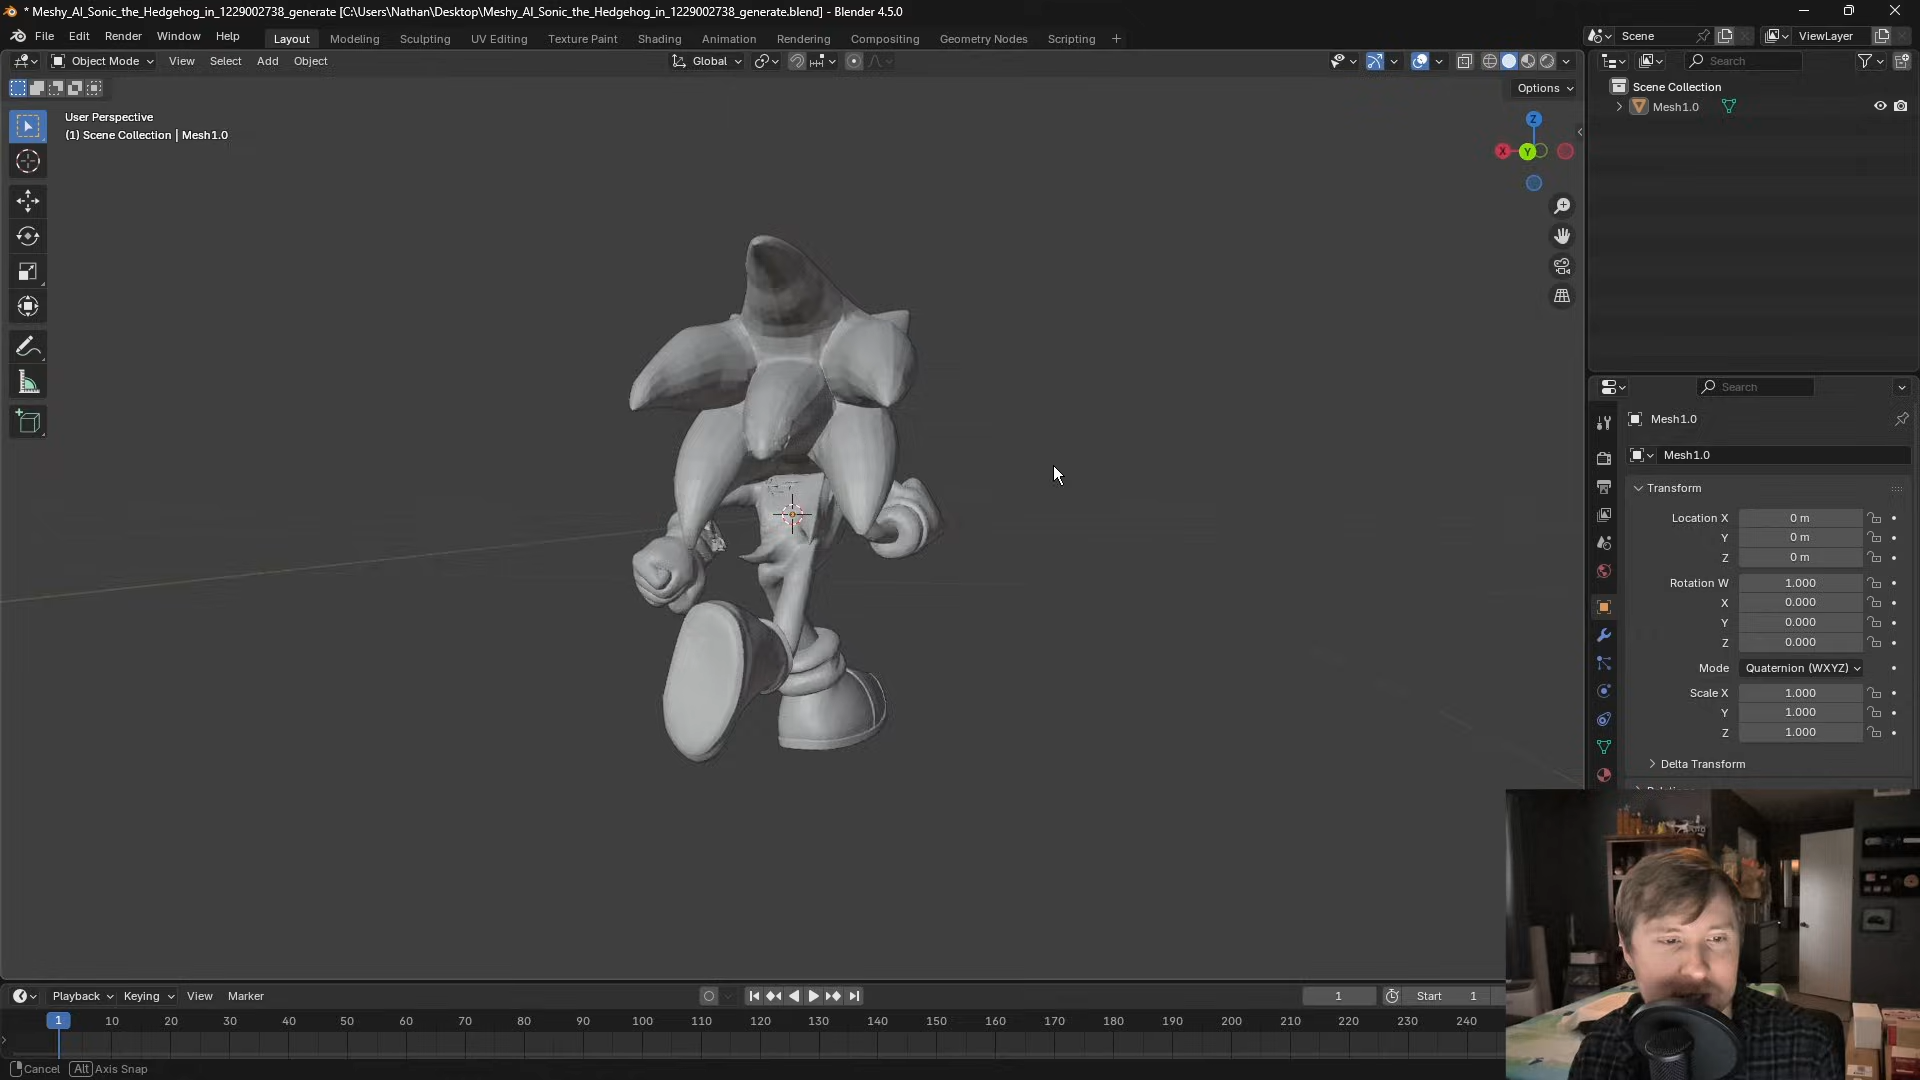 * Meshy_AI_Sonic_the_Hedgehog_in_1229002738_generate [C:\Users\Nathan\Desktop\Meshy_AI_Sonic_the_Hedgehog_in_1229002738_generate.blend] - Blender 4.5.0
File Edit Render Window Help
Layout Modeling Sculpting UV Editing Texture Paint Shading Animation Rendering Compositing Geometry Nodes Scripting +
Scene
ViewLayer
Object Mode View Select Add Object
Global
Search
Options
User Perspective
(1) Scene Collection | Mesh1.0
Z
X
Y
Scene Collection
Mesh1.0
Search
Mesh1.0
Mesh1.0
Transform
Location X 0 m
Y 0 m
Z 0 m
Rotation W 1.000
X 0.000
Y 0.000
Z 0.000
Mode Quaternion (WXYZ)
Scale X 1.000
Y 1.000
Z 1.000
Delta Transform
Playback Keying View Marker
1
Start 1
1 10 20 30 40 50 60 70 80 90 100 110 120 130 140 150 160 170 180 190 200 210 220 230 240
Cancel Alt Axis Snap